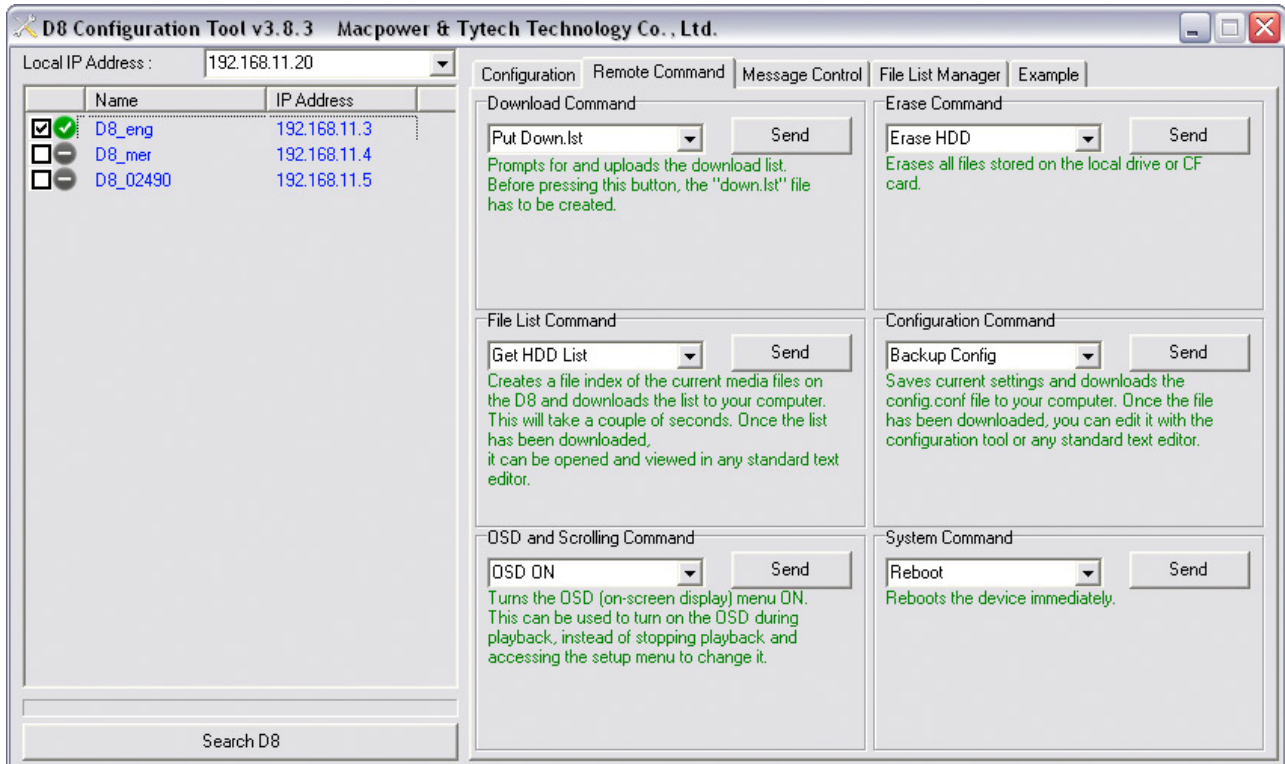 D8 Configuration Tool v3.8.3 Macpower & Tytech Technology Co., Ltd.
Local IP Address : 192.168.11.20
Name IP Address
D8_eng 192.168.11.3
D8_mer 192.168.11.4
D8_02490 192.168.11.5
Search D8
Configuration Remote Command Message Control File List Manager Example
Download Command
Put Down.lst Send
Prompts for and uploads the download list.
Before pressing this button, the "down.lst" file
has to be created.
Erase Command
Erase HDD Send
Erases all files stored on the local drive or CF
card.
File List Command
Get HDD List Send
Creates a file index of the current media files on
the D8 and downloads the list to your computer.
This will take a couple of seconds. Once the list
has been downloaded,
it can be opened and viewed in any standard text
editor.
Configuration Command
Backup Config Send
Saves current settings and downloads the
config.conf file to your computer. Once the file
has been downloaded, you can edit it with the
configuration tool or any standard text editor.
OSD and Scrolling Command
OSD ON Send
Turns the OSD (on-screen display) menu ON.
This can be used to turn on the OSD during
playback, instead of stopping playback and
accessing the setup menu to change it.
System Command
Reboot Send
Reboots the device immediately.